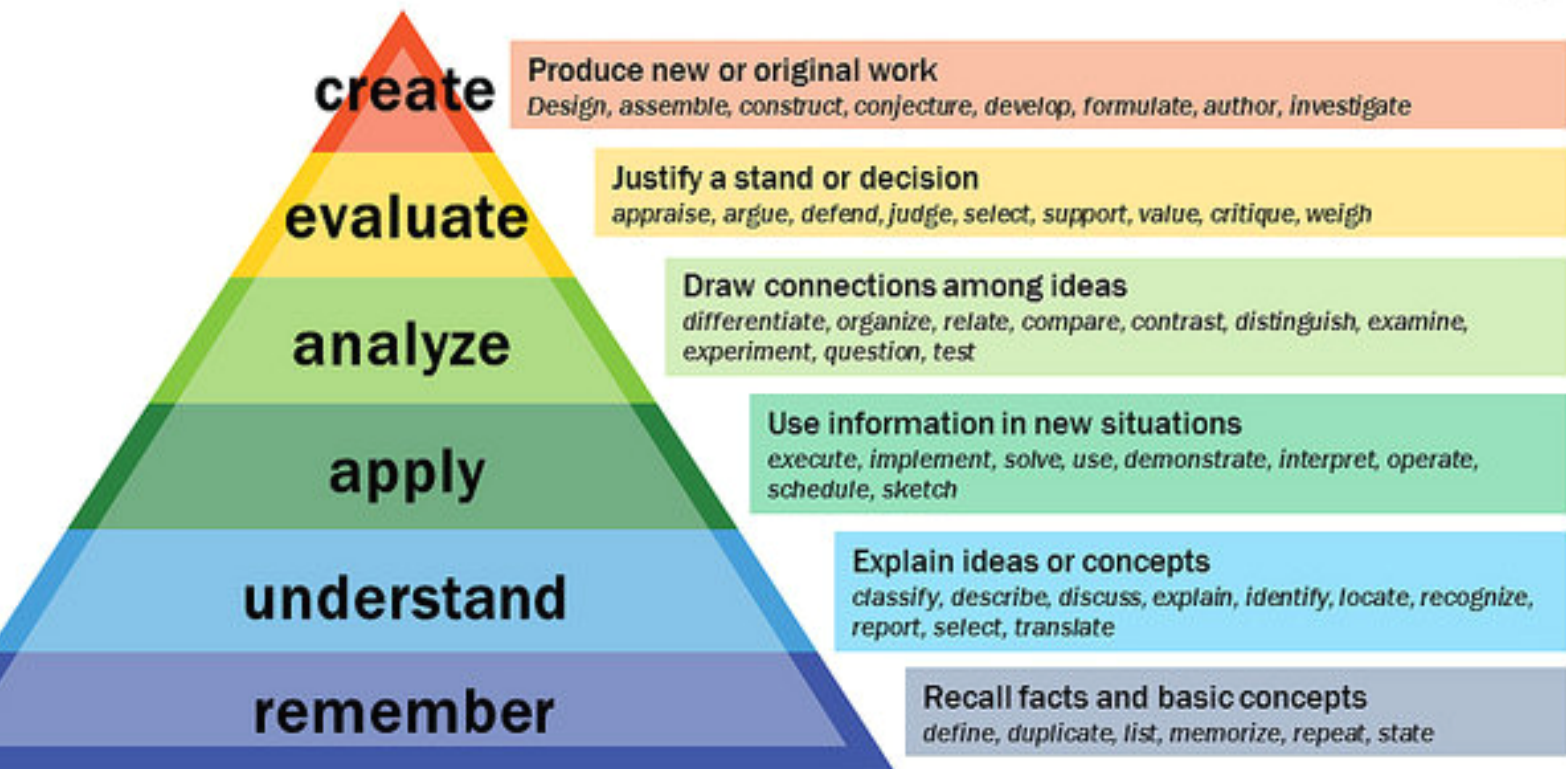 create
Produce new or original work
Design, assemble, construct, conjecture, develop, formulate, author, investigate
evaluate
Justify a stand or decision
appraise, argue, defend, judge, select, support, value, critique, weigh
analyze
Draw connections among ideas
differentiate, organize, relate, compare, contrast, distinguish, examine,
experiment, question, test
apply
Use information in new situations
execute, implement, solve, use, demonstrate, interpret, operate,
schedule, sketch
understand
Explain ideas or concepts
classify, describe, discuss, explain, identify, locate, recognize,
report, select, translate
remember
Recall facts and basic concepts
define, duplicate, list, memorize, repeat, state